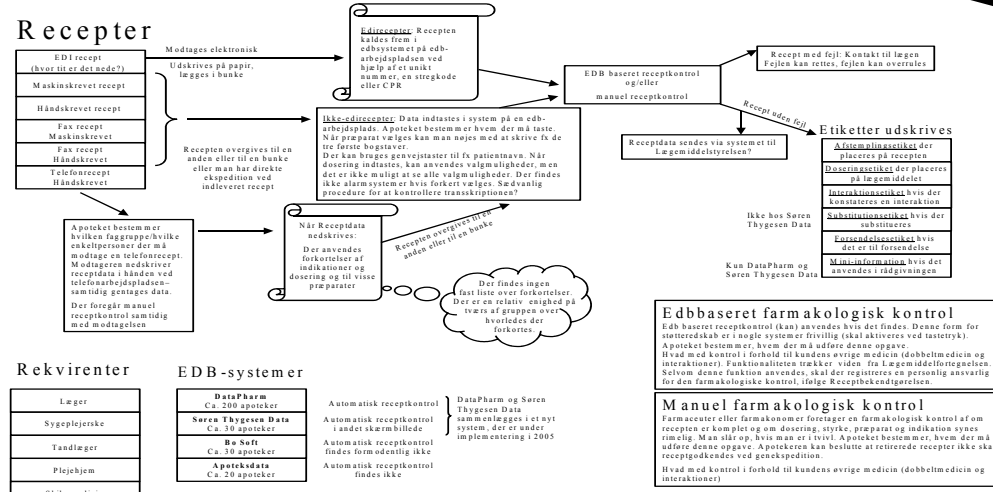 Recepter
EDI recept
(hvor tit er det nede?)
Maskinskrevet recept
Håndskrevet recept
Fax recept
Maskinskrevet
Fax recept
Håndskrevet
Telefonrecept
Håndskrevet
Modtages elektronisk
Udskrives på papir,
lægges i bunke
Recepten overgives til en
anden eller til en bunke
eller man har direkte
ekspedition ved
indleveret recept
Edirecepter: Recepten
kaldes frem i
edbsystemet på edb-
arbejdspladsen ved
hjælp af et unikt
nummer, en stregkode
eller CPR
Ikke-edirecepter: Data indtastes i system på en edb-
arbejdsplads. Apoteket bestemmer hvem der må taste.
Når præparat vælges kan man nøjes med at skrive fx de
tre første bogstaver.
Der kan bruges genvejstaster til fx patientnavn. Når
dosering indtastes, kan anvendes valgmuligheder, men
det er ikke muligt at se alle valgmuligheder. Der findes
ikke alarmsystemer hvis forkert vælges. Sædvanlig
procedure for at kontrollere transskriptionen?
EDB baseret receptkontrol
og/eller
manuel receptkontrol
Recept med fejl: Kontakt til lægen
Fejlen kan rettes, fejlen kan overrules
Recept uden fejl
Receptdata sendes via systemet til
Lægemiddelstyrelsen?
Etiketter udskrives
Afstemplingsetiket der
placeres på recepten
Doseringsetiket der placeres
på lægemidlet
Interaktionsetiket hvis der
konstateres en interaktion
Substitutionsetiket hvis der
substitueres
Forsendelsesetiket hvis
det er til forsendelse
Mini-information hvis det
anvendes i rådgivningen
Ikke hos Søren
Thygesen Data
Kun DataPharm og
Søren Thygesen Data
Apoteket bestemmer
hvilken faggruppe/hvilke
enkeltpersoner der må
modtage en telefonrecept.
Modtageren nedskriver
receptdata i hånden ved
telefonarbejdspladsen–
samtidig gentages data.
Der foregår manuel
receptkontrol samtidig
med modtagelsen
Når Receptdata
nedskrives:
Der anvendes
forkortelser af
indikationer og
dosering og til visse
præparater
Recepten overgives til en
anden eller til en bunke
Der findes ingen
fast liste over forkortelser.
Der er en relativ enighed på
tværs af gruppen over
hvorledes der
forkortes.
Edbbaseret farmakologisk kontrol
Edb baseret receptkontrol (kan) anvendes hvis det findes. Denne form for
støtteredskab er i nogle systemer frivillig (skal aktiveres ved tastetryk).
Apoteket bestemmer, hvem der må udføre denne opgave.
Hvad med kontrol i forhold til kundens øvrige medicin (dobbeltmedicin og
interaktioner). Funktionaliteten trækker viden fra Lægemiddelfortegnelsen.
Selvom denne funktion anvendes, skal der registreres en personlig ansvarlig
for den farmakologiske kontrol, ifølge Receptbekendtgørelsen.
Manuel farmakologisk kontrol
Farmaceuter eller farmakonomer foretager en farmakologisk kontrol af om
recepten er komplet og om dosering, styrke, præparat og indikation synes
rimelig. Man slår op, hvis man er i tvivl. Apoteket bestemmer, hvem der må
udføre denne opgave. Apotekeren kan beslutte at retirerede recepter ikke ska
receptgodkendes ved genekspedition.
Hvad med kontrol i forhold til kundens øvrige medicin (dobbeltmedicin og
interaktioner)
Rekvirenter
Læger
Sygeplejerske
Tandlæger
Plejehjem
EDB-systemer
DataPharm
Ca. 200 apoteker
Søren Thygesen Data
Ca. 30 apoteker
Bo Soft
Ca. 30 apoteker
Apoteksdata
Ca. 20 apoteker
Automatisk receptkontrol
Automatisk receptkontrol
i andet skærmbillede
Automatisk receptkontrol
findes formodentlig ikke
Automatisk receptkontrol
findes ikke
DataPharm og Søren
Thygesen Data
sammenlægges i et nyt
system, der er under
implementering i 2005